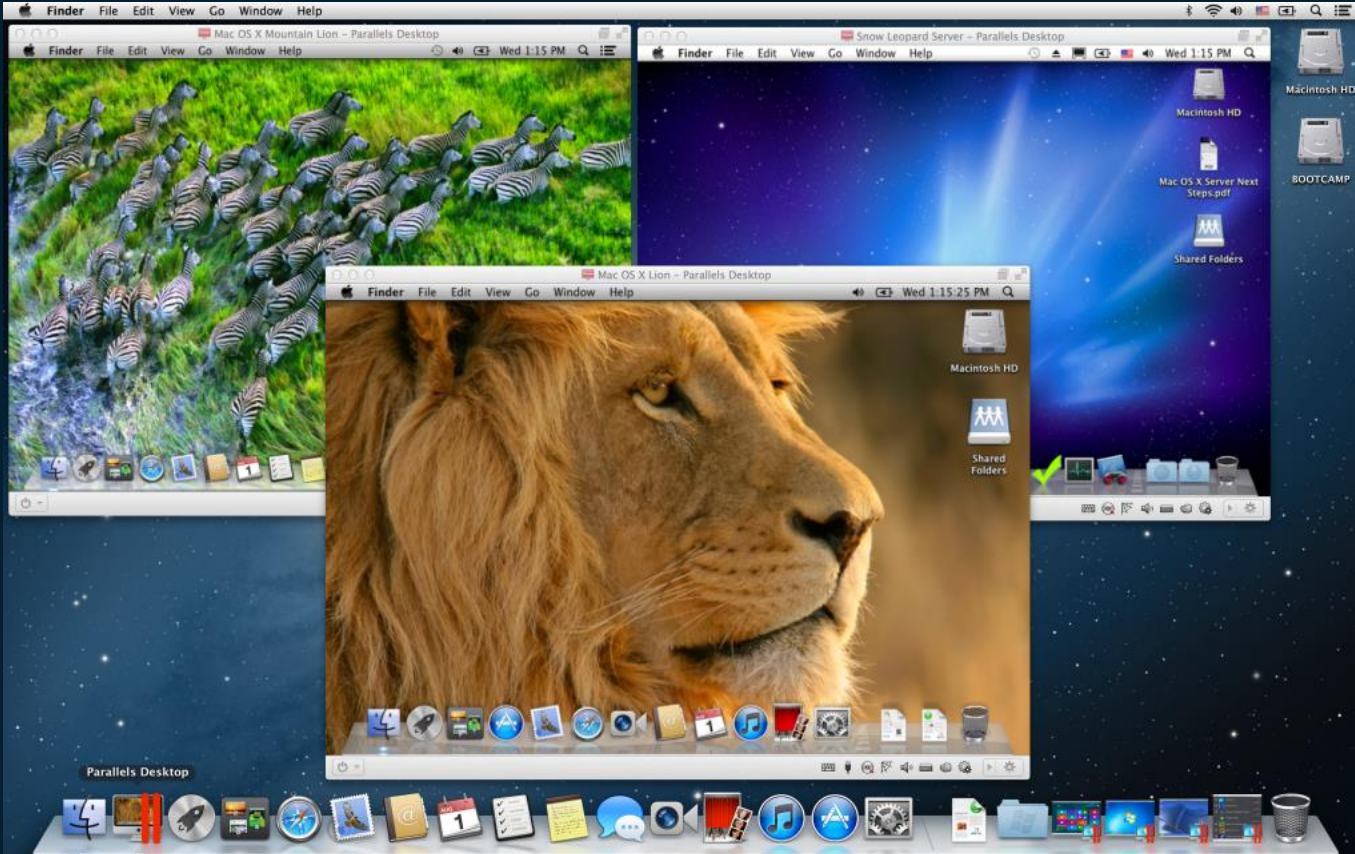 Finder File Edit View Go Window Help
Mac OS X Mountain Lion – Parallels Desktop
Finder File Edit View Go Window Help Wed 1:15 PM
Snow Leopard Server – Parallels Desktop
Finder File Edit View Go Window Help Wed 1:15 PM
Macintosh HD
Mac OS X Server Next
Steps.pdf
Shared Folders
Macintosh HD
BOOTCAMP
Mac OS X Lion – Parallels Desktop
Finder File Edit View Go Window Help Wed 1:15:25 PM
Macintosh HD
Shared
Folders
1
1
Parallels Desktop
@
AUG
1